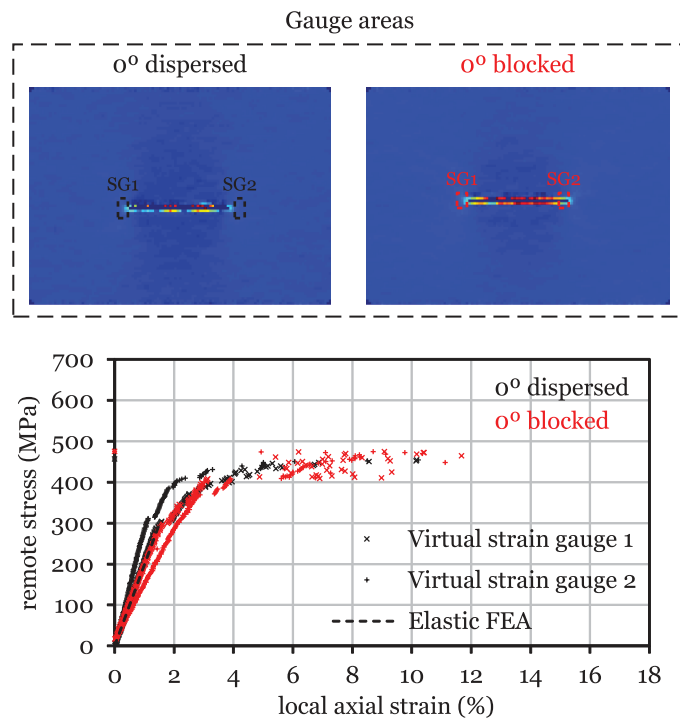 Gauge areas
0º dispersed
0º blocked
SG1
SG2
SG1
SG2
700
600
500
400
300
200
100
0
remote stress (MPa)
0º dispersed
0º blocked
Virtual strain gauge 1
Virtual strain gauge 2
Elastic FEA
0 2 4 6 8 10 12 14 16 18
local axial strain (%)